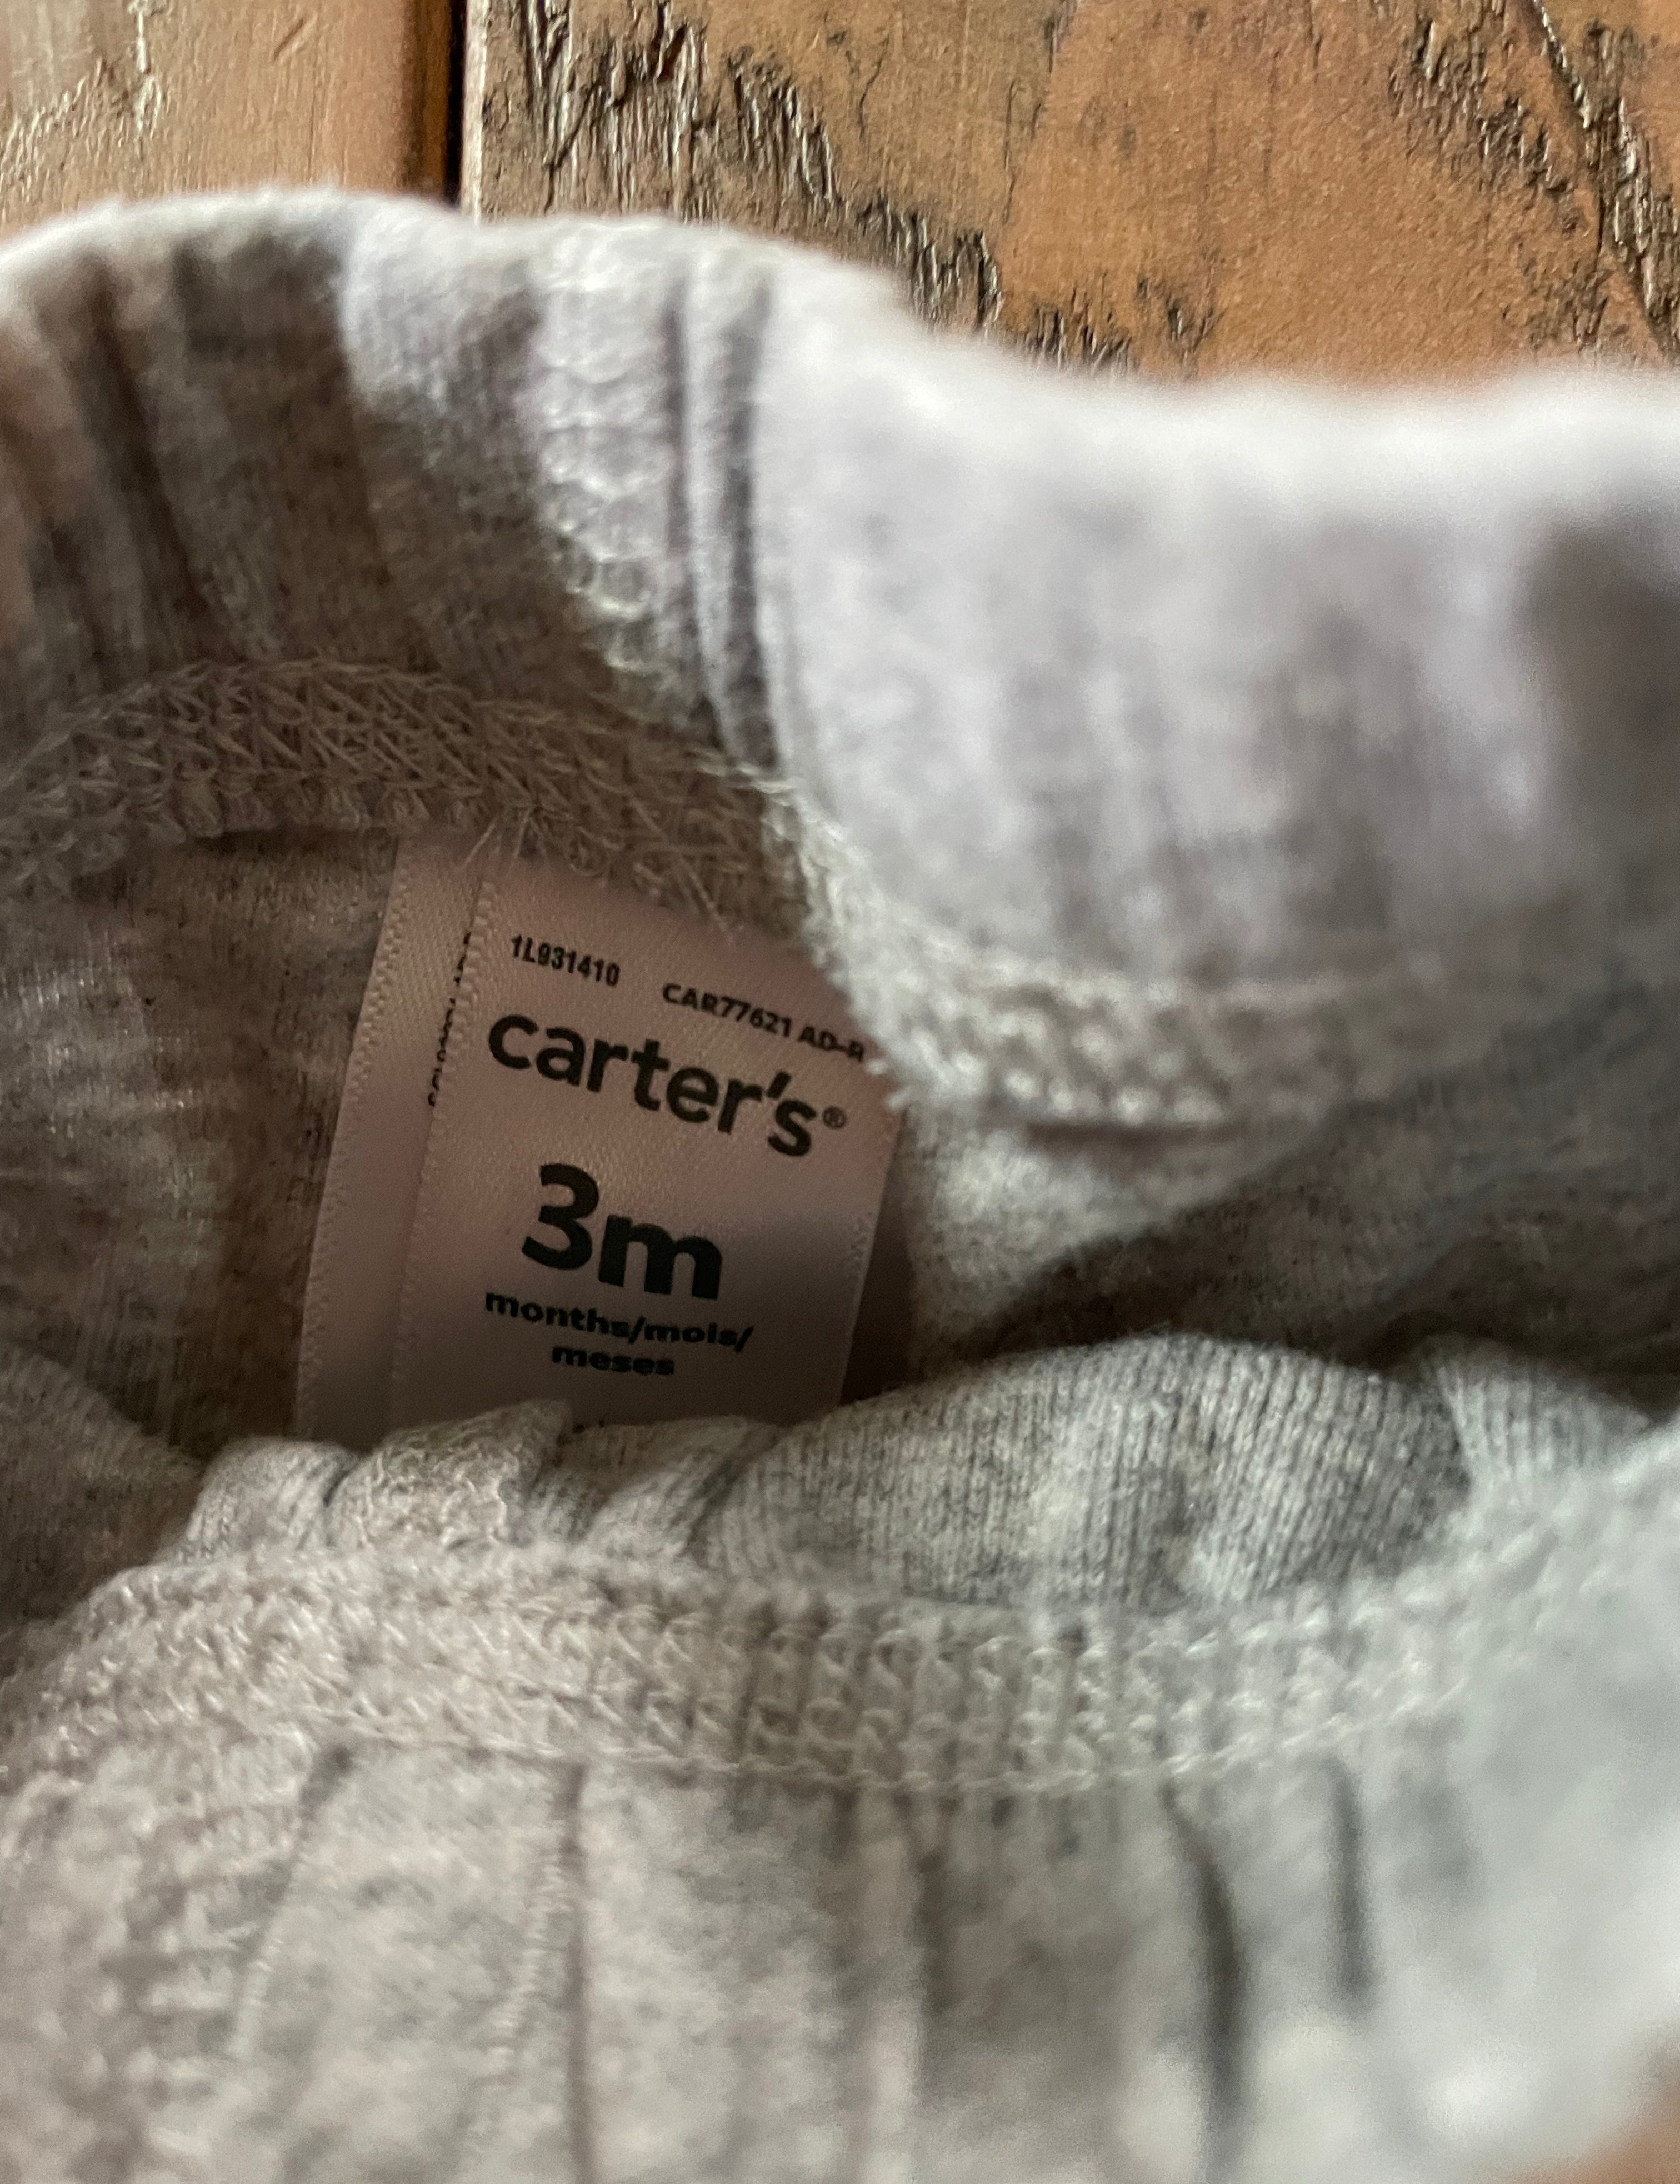 1L931410 CAR77621 AD-R
carter's®
3m
months/mois/
meses